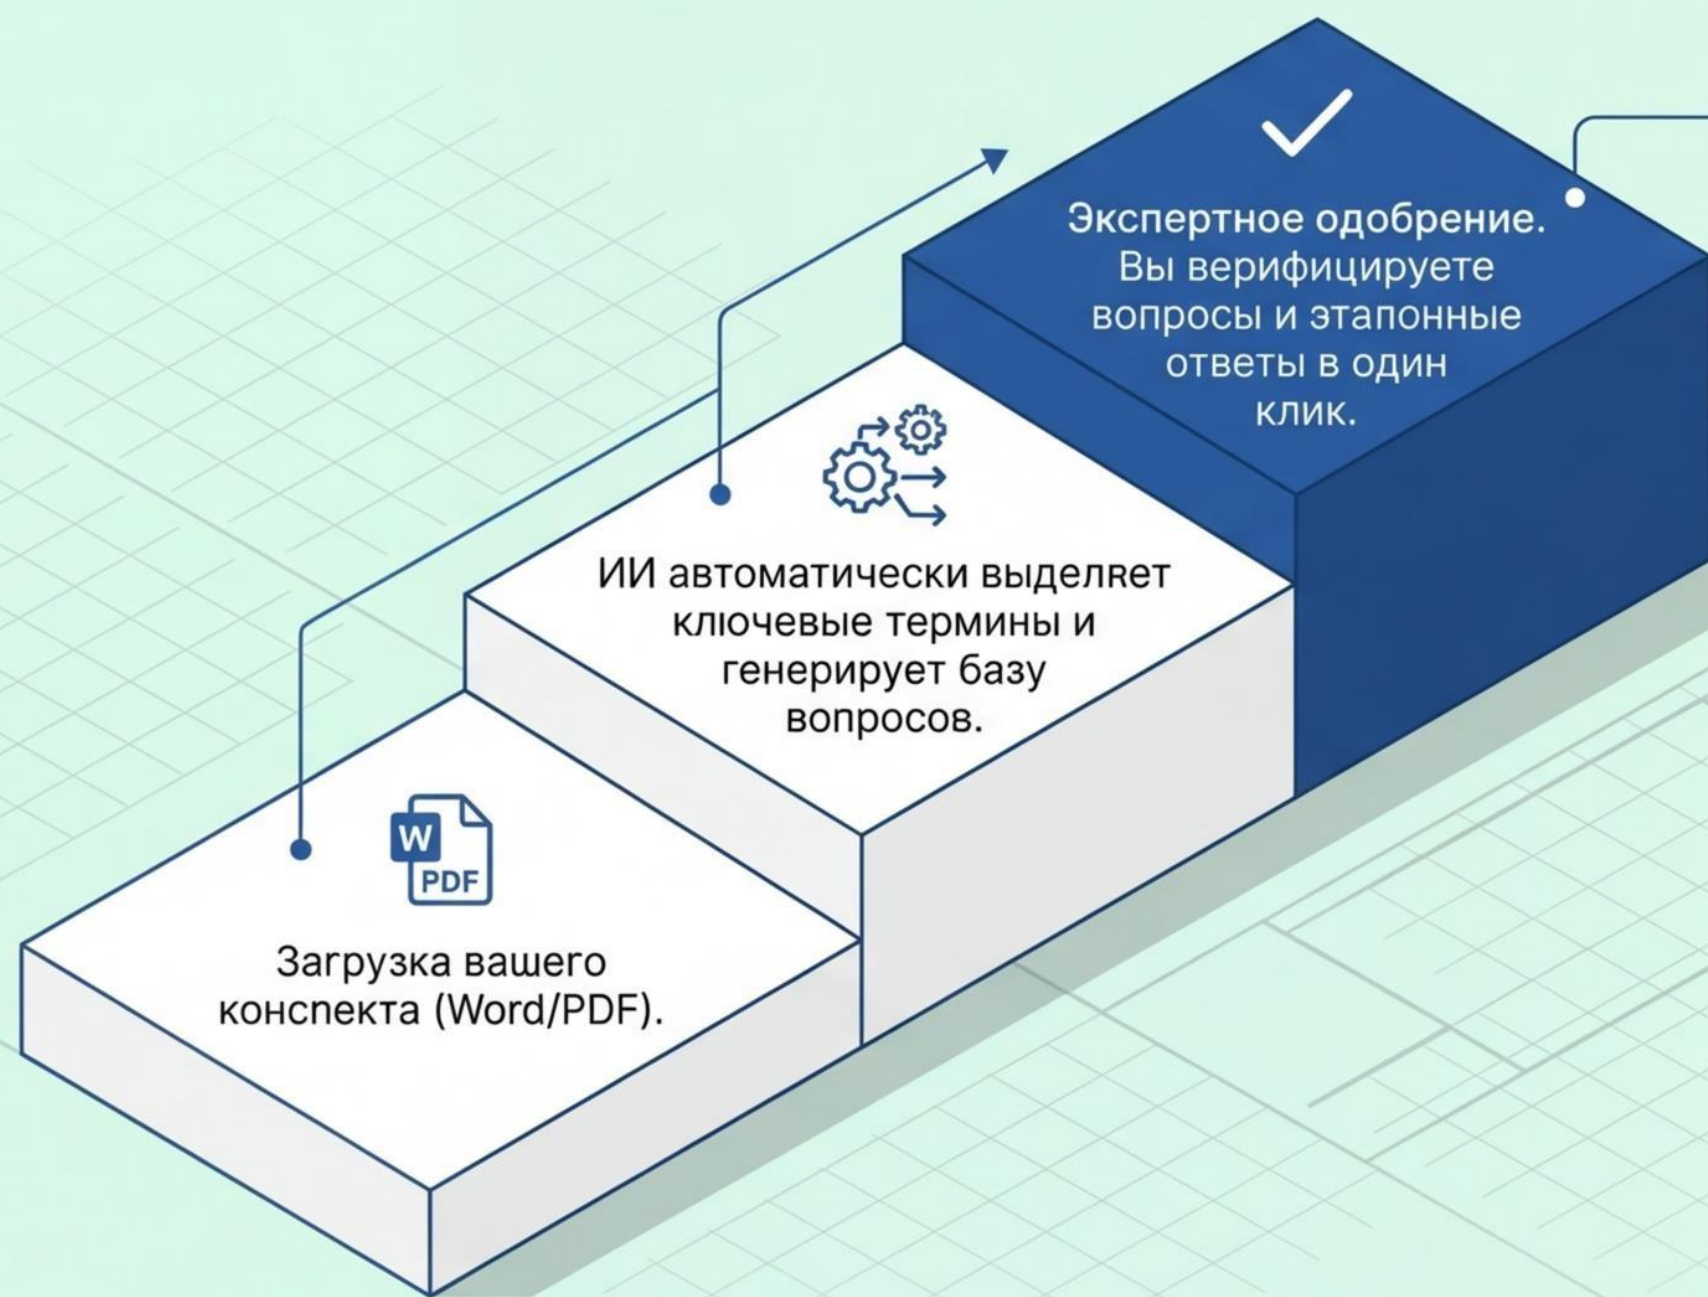 Экспертное одобрение.
Вы верифицируете
вопросы и этапонные
ответы в один
клик.
ИИ автоматически выделяет
ключевые термины и
генерирует базу
вопросов.
W
PDF
Загрузка вашего
конспекта (Word/PDF).